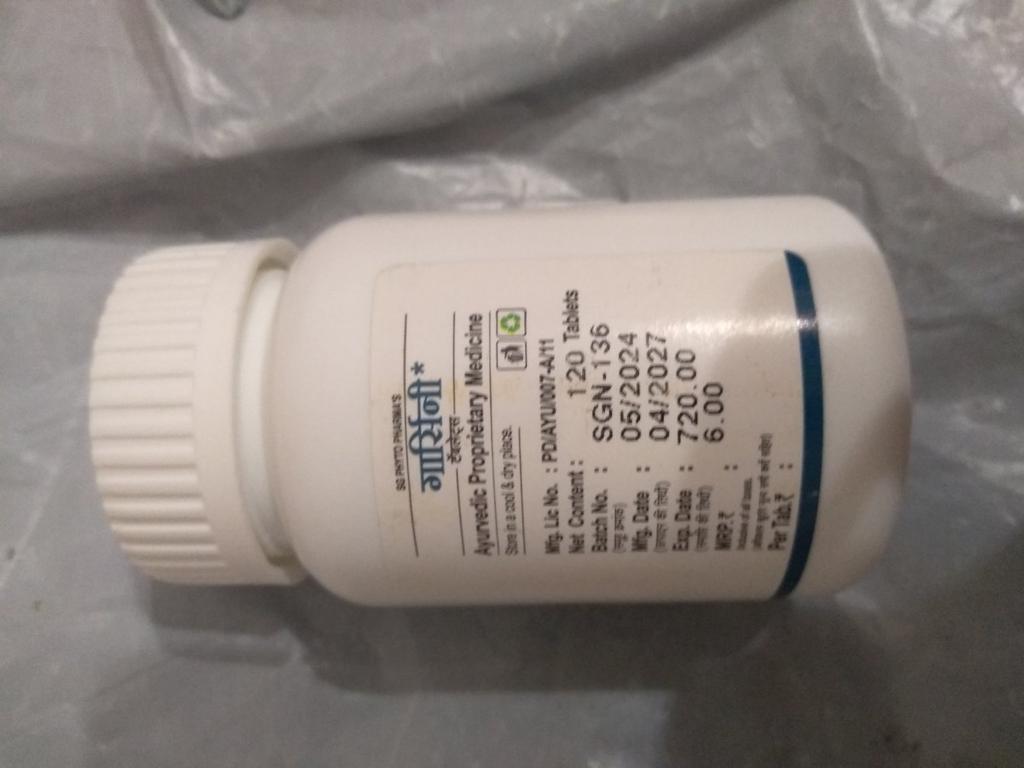 SG PHYTO PHARMA'S
गार्सिनी*
टॅबलेट्स
Ayurvedic Proprietary Medicine
Store in a cool & dry place.
Mfg. Lic No. : PD/AYU/007-A/11
Net Content : 120 Tablets
Batch No. : SGN-136
Mfg. Date : 05/2024
Exp. Date : 04/2027
MRP.₹ : 720.00
Per Tab.₹ : 6.00